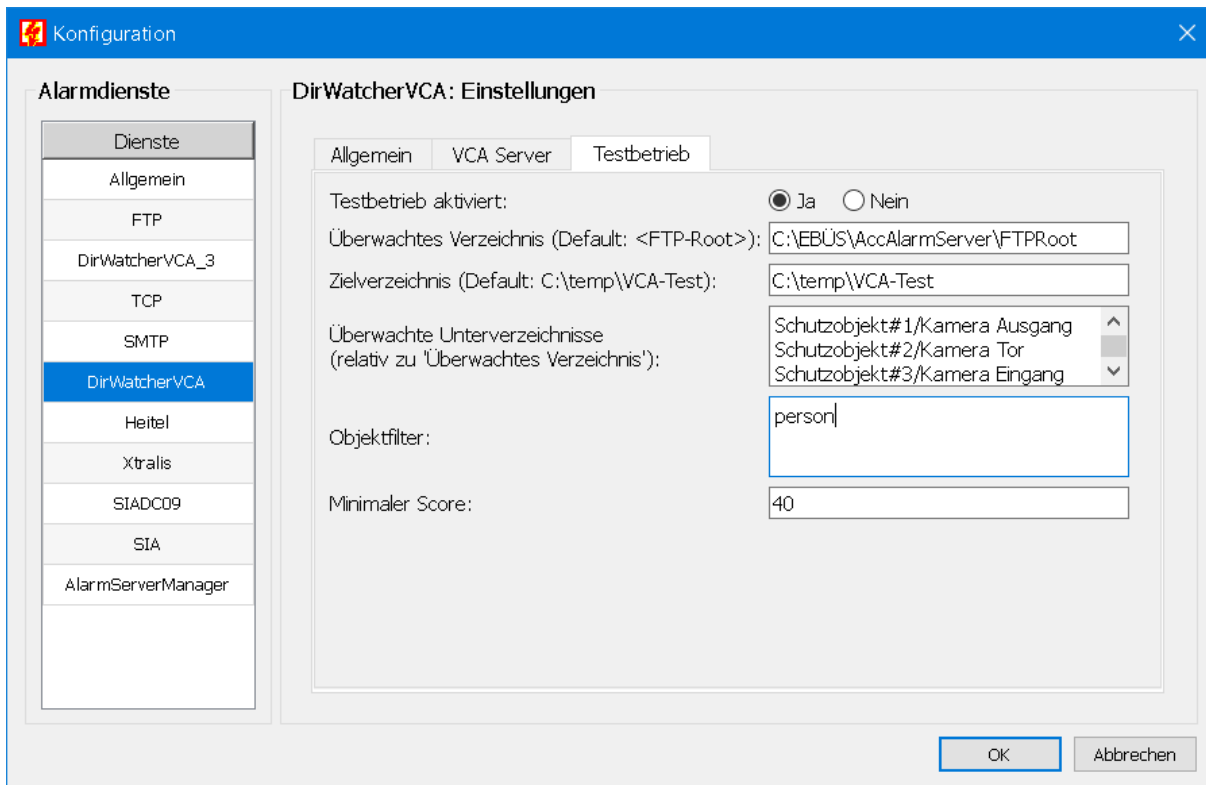 Konfiguration
Alarmdienste
Dienste
Allgemein
FTP
DirWatcherVCA_3
TCP
SMTP
DirWatcherVCA
Heitel
Xtralis
SIADC09
SIA
AlarmServerManager
DirWatcherVCA: Einstellungen
Allgemein VCA Server Testbetrieb
Testbetrieb aktiviert: Ja Nein
Überwachtes Verzeichnis (Default: <FTP-Root>): C:\EBÜS\AccAlarmServer\FTPRoot
Zielverzeichnis (Default: C:\temp\VCA-Test): C:\temp\VCA-Test
Überwachte Unterverzeichnisse
(relativ zu 'Überwachtes Verzeichnis'):
Schutzobjekt#1/Kamera Ausgang
Schutzobjekt#2/Kamera Tor
Schutzobjekt#3/Kamera Eingang
Objektfilter: person
Minimaler Score: 40
OK Abbrechen